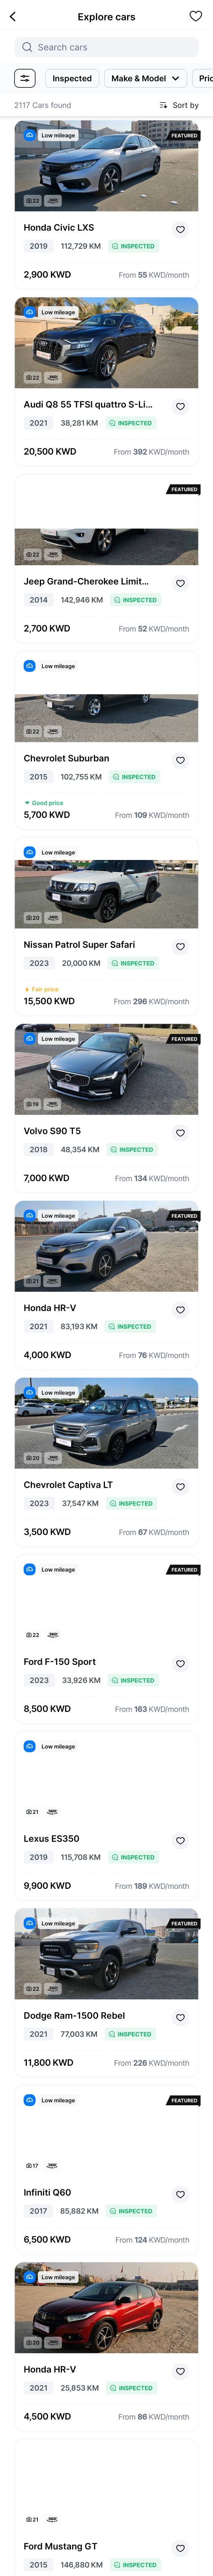 Explore cars
Search cars
Inspected
Make & Model
Pric
2117 Cars found
Sort by
Low mileage
FEATURED
22
360°
Honda Civic LXS
2019 112,729 KM INSPECTED
2,900 KWD
From 55 KWD/month
Low mileage
22
360°
Audi Q8 55 TFSI quattro S-Li...
2021 38,281 KM INSPECTED
20,500 KWD
From 392 KWD/month
FEATURED
22
360°
Jeep Grand-Cherokee Limit...
2014 142,946 KM INSPECTED
2,700 KWD
From 52 KWD/month
Low mileage
22
360°
Chevrolet Suburban
2015 102,755 KM INSPECTED
Good price
5,700 KWD
From 109 KWD/month
Low mileage
20
360°
Nissan Patrol Super Safari
2023 20,000 KM INSPECTED
Fair price
15,500 KWD
From 296 KWD/month
Low mileage
FEATURED
19
360°
Volvo S90 T5
2018 48,354 KM INSPECTED
7,000 KWD
From 134 KWD/month
Low mileage
FEATURED
21
360°
Honda HR-V
2021 83,193 KM INSPECTED
4,000 KWD
From 76 KWD/month
Low mileage
20
360°
Chevrolet Captiva LT
2023 37,547 KM INSPECTED
3,500 KWD
From 67 KWD/month
Low mileage
FEATURED
22
360°
Ford F-150 Sport
2023 33,926 KM INSPECTED
8,500 KWD
From 163 KWD/month
Low mileage
21
360°
Lexus ES350
2019 115,708 KM INSPECTED
9,900 KWD
From 189 KWD/month
Low mileage
FEATURED
22
360°
Dodge Ram-1500 Rebel
2021 77,003 KM INSPECTED
11,800 KWD
From 226 KWD/month
Low mileage
FEATURED
17
360°
Infiniti Q60
2017 85,882 KM INSPECTED
6,500 KWD
From 124 KWD/month
Low mileage
20
360°
Honda HR-V
2021 25,853 KM INSPECTED
4,500 KWD
From 86 KWD/month
21
360°
Ford Mustang GT
2015 146,880 KM INSPECTED